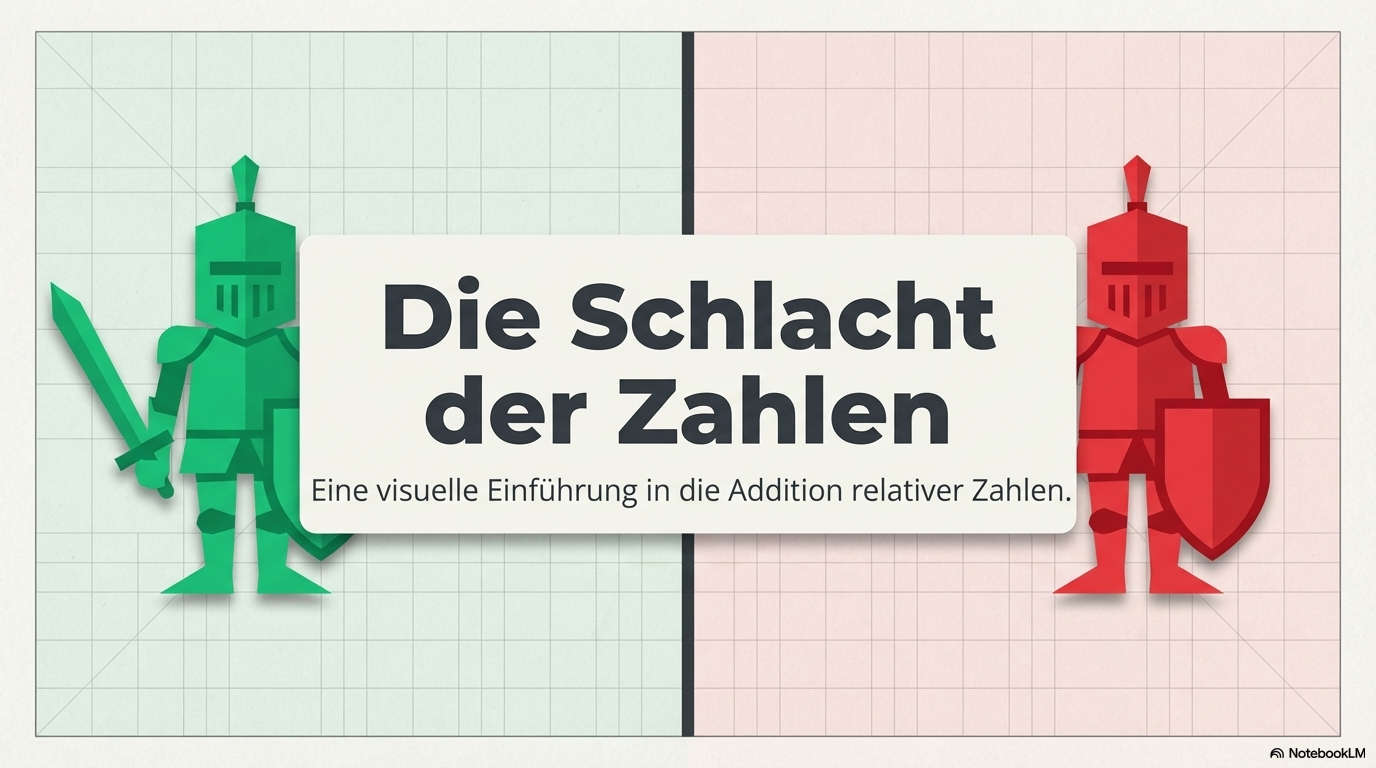 Die Schlacht
der Zahlen
Eine visuelle Einführung in die Addition relativer Zahlen.
NotebookLM